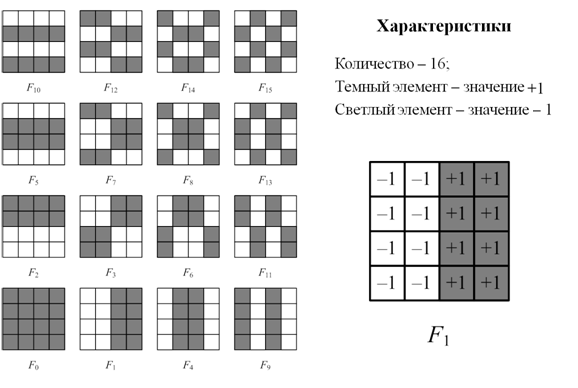 Характеристики
Количество – 16;
Темный элемент – значение +1
Светлый элемент – значение – 1
F10 F12 F14 F15
F5 F7 F8 F13
F2 F3 F6 F11
F0 F1 F4 F9
–1 –1 +1 +1
–1 –1 +1 +1
–1 –1 +1 +1
–1 –1 +1 +1
F1